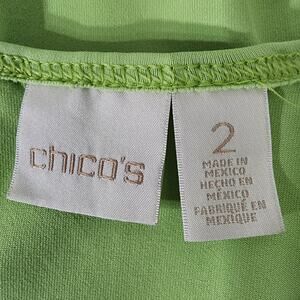 chico's
2
MADE IN
MEXICO
HECHO EN
MÉXICO
FABRIQUÉ EN
MEXIQUE